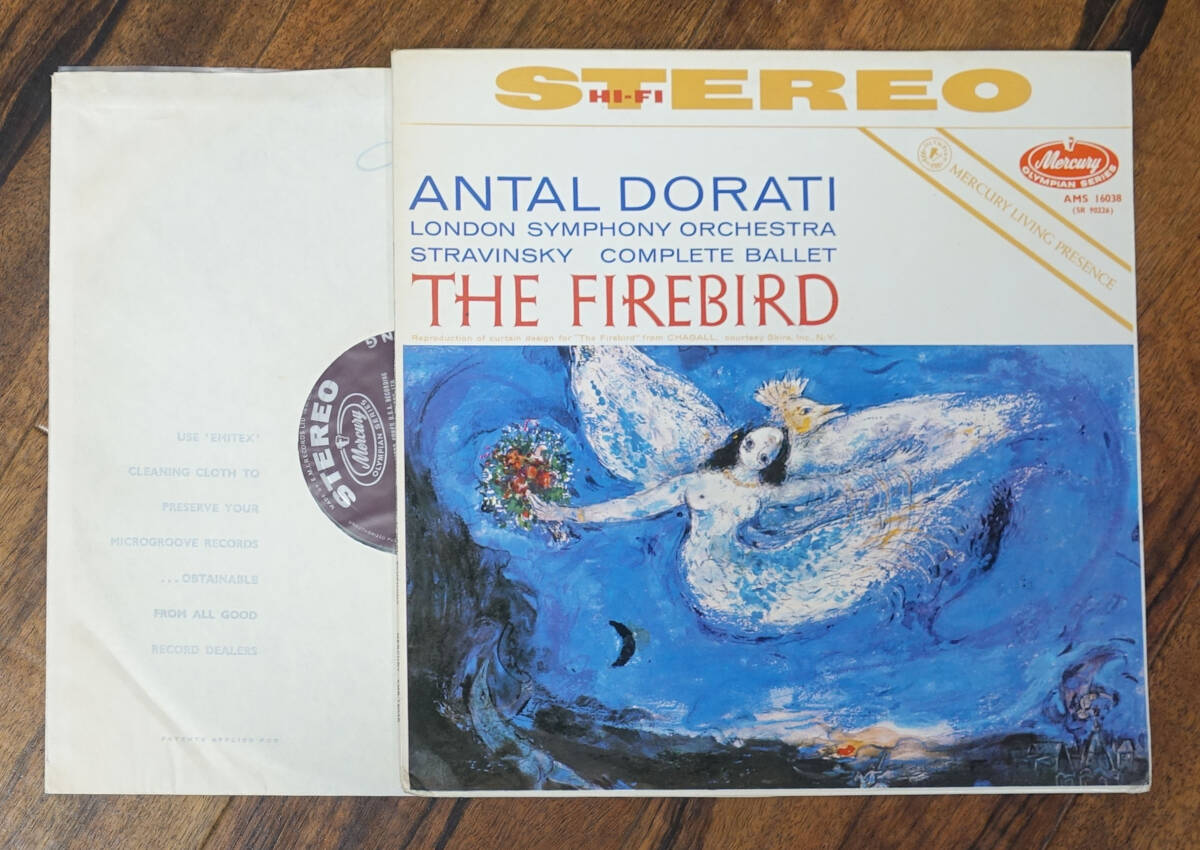 STEREO
HI-FI
ANTAL DORATI
LONDON SYMPHONY ORCHESTRA
STRAVINSKY COMPLETE BALLET
THE FIREBIRD
Reproduction of curtain design for "The Firebird" from CHAGALL, courtesy Skira, Inc., N.Y.
MERCURY LIVING PRESENCE
Mercury
OLYMPIAN SERIES
AMS 16038
(SR 90226)
USE 'EMITEX'
CLEANING CLOTH TO
PRESERVE YOUR
MICROGROOVE RECORDS
...OBTAINABLE
FROM ALL GOOD
RECORD DEALERS
PATENTS APPLIED FOR
STEREO
Mercury
OLYMPIAN SERIES